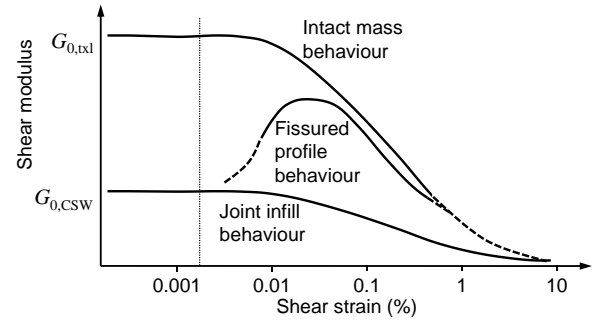 Shear modulus
G0,txl
G0,CSW
Intact mass
behaviour
Fissured
profile
behaviour
Joint infill
behaviour
0.001
0.01
0.1
1
10
Shear strain (%)